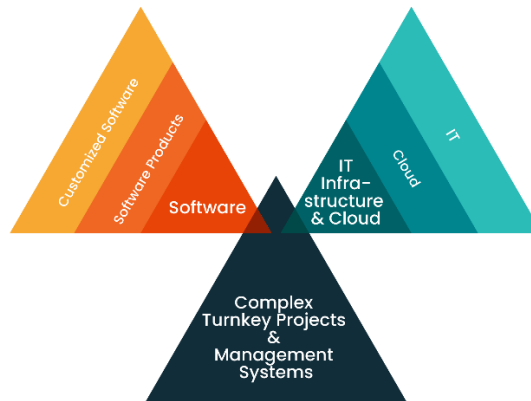 Customized Software
Software Products
Software
IT
Infra-
structure
& Cloud
Cloud
IT
Complex
Turnkey Projects
&
Management
Systems